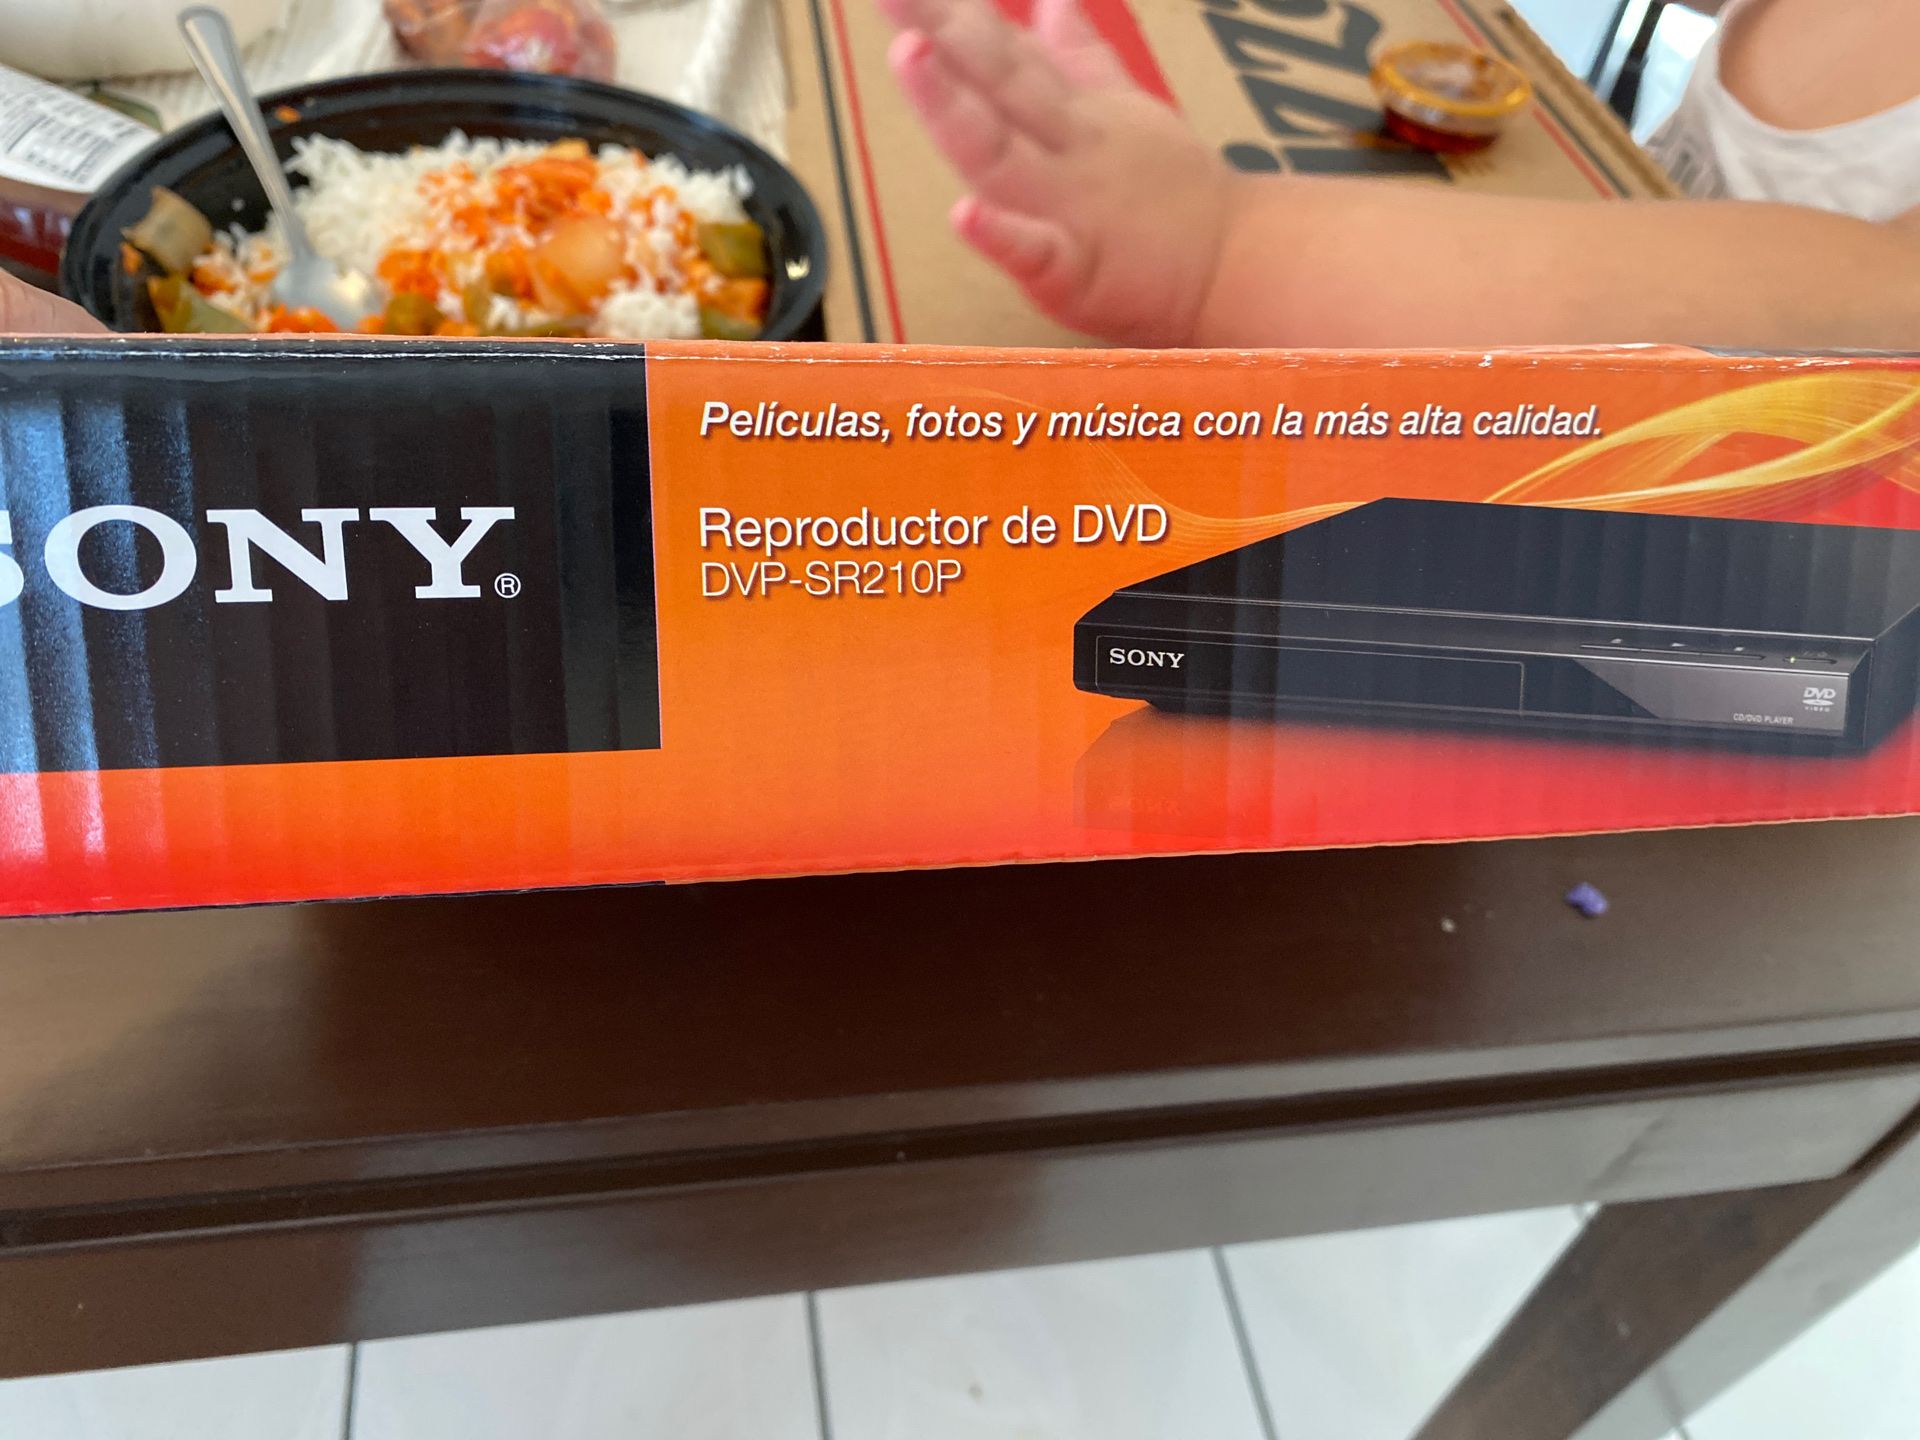 SONY®
Películas, fotos y música con la más alta calidad.
Reproductor de DVD
DVP-SR210P
SONY
DVD
VIDEO
CD/DVD PLAYER